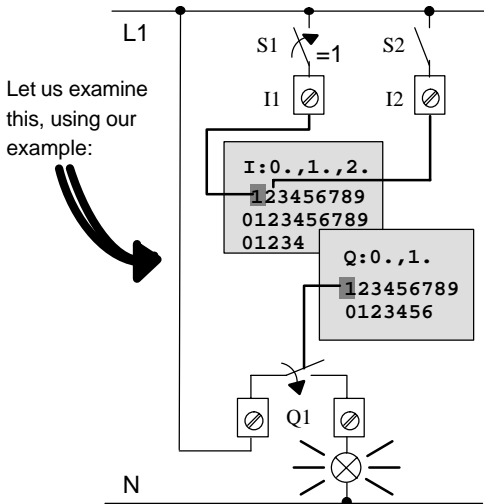 L1
S1
=1
S2
Let us examine
this, using our
example:
I1
I2
I:0.,1.,2.
123456789
0123456789
01234
Q:0.,1.
123456789
0123456
Q1
N